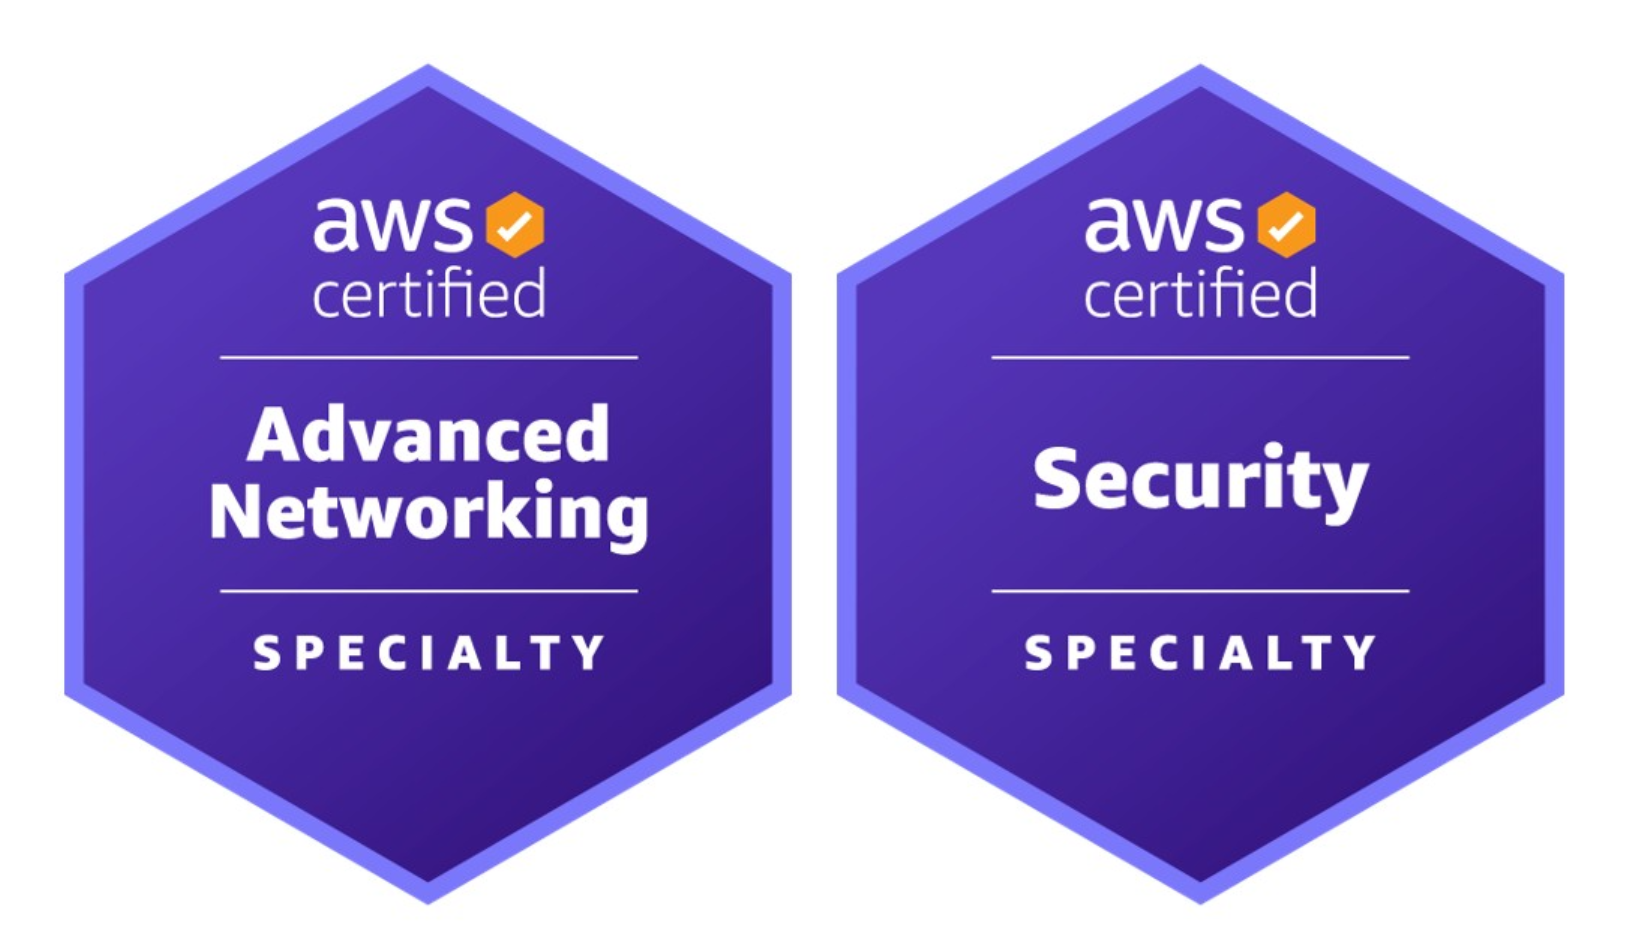 aws
certified
Advanced
Networking
SPECIALTY
aws
certified
Security
SPECIALTY